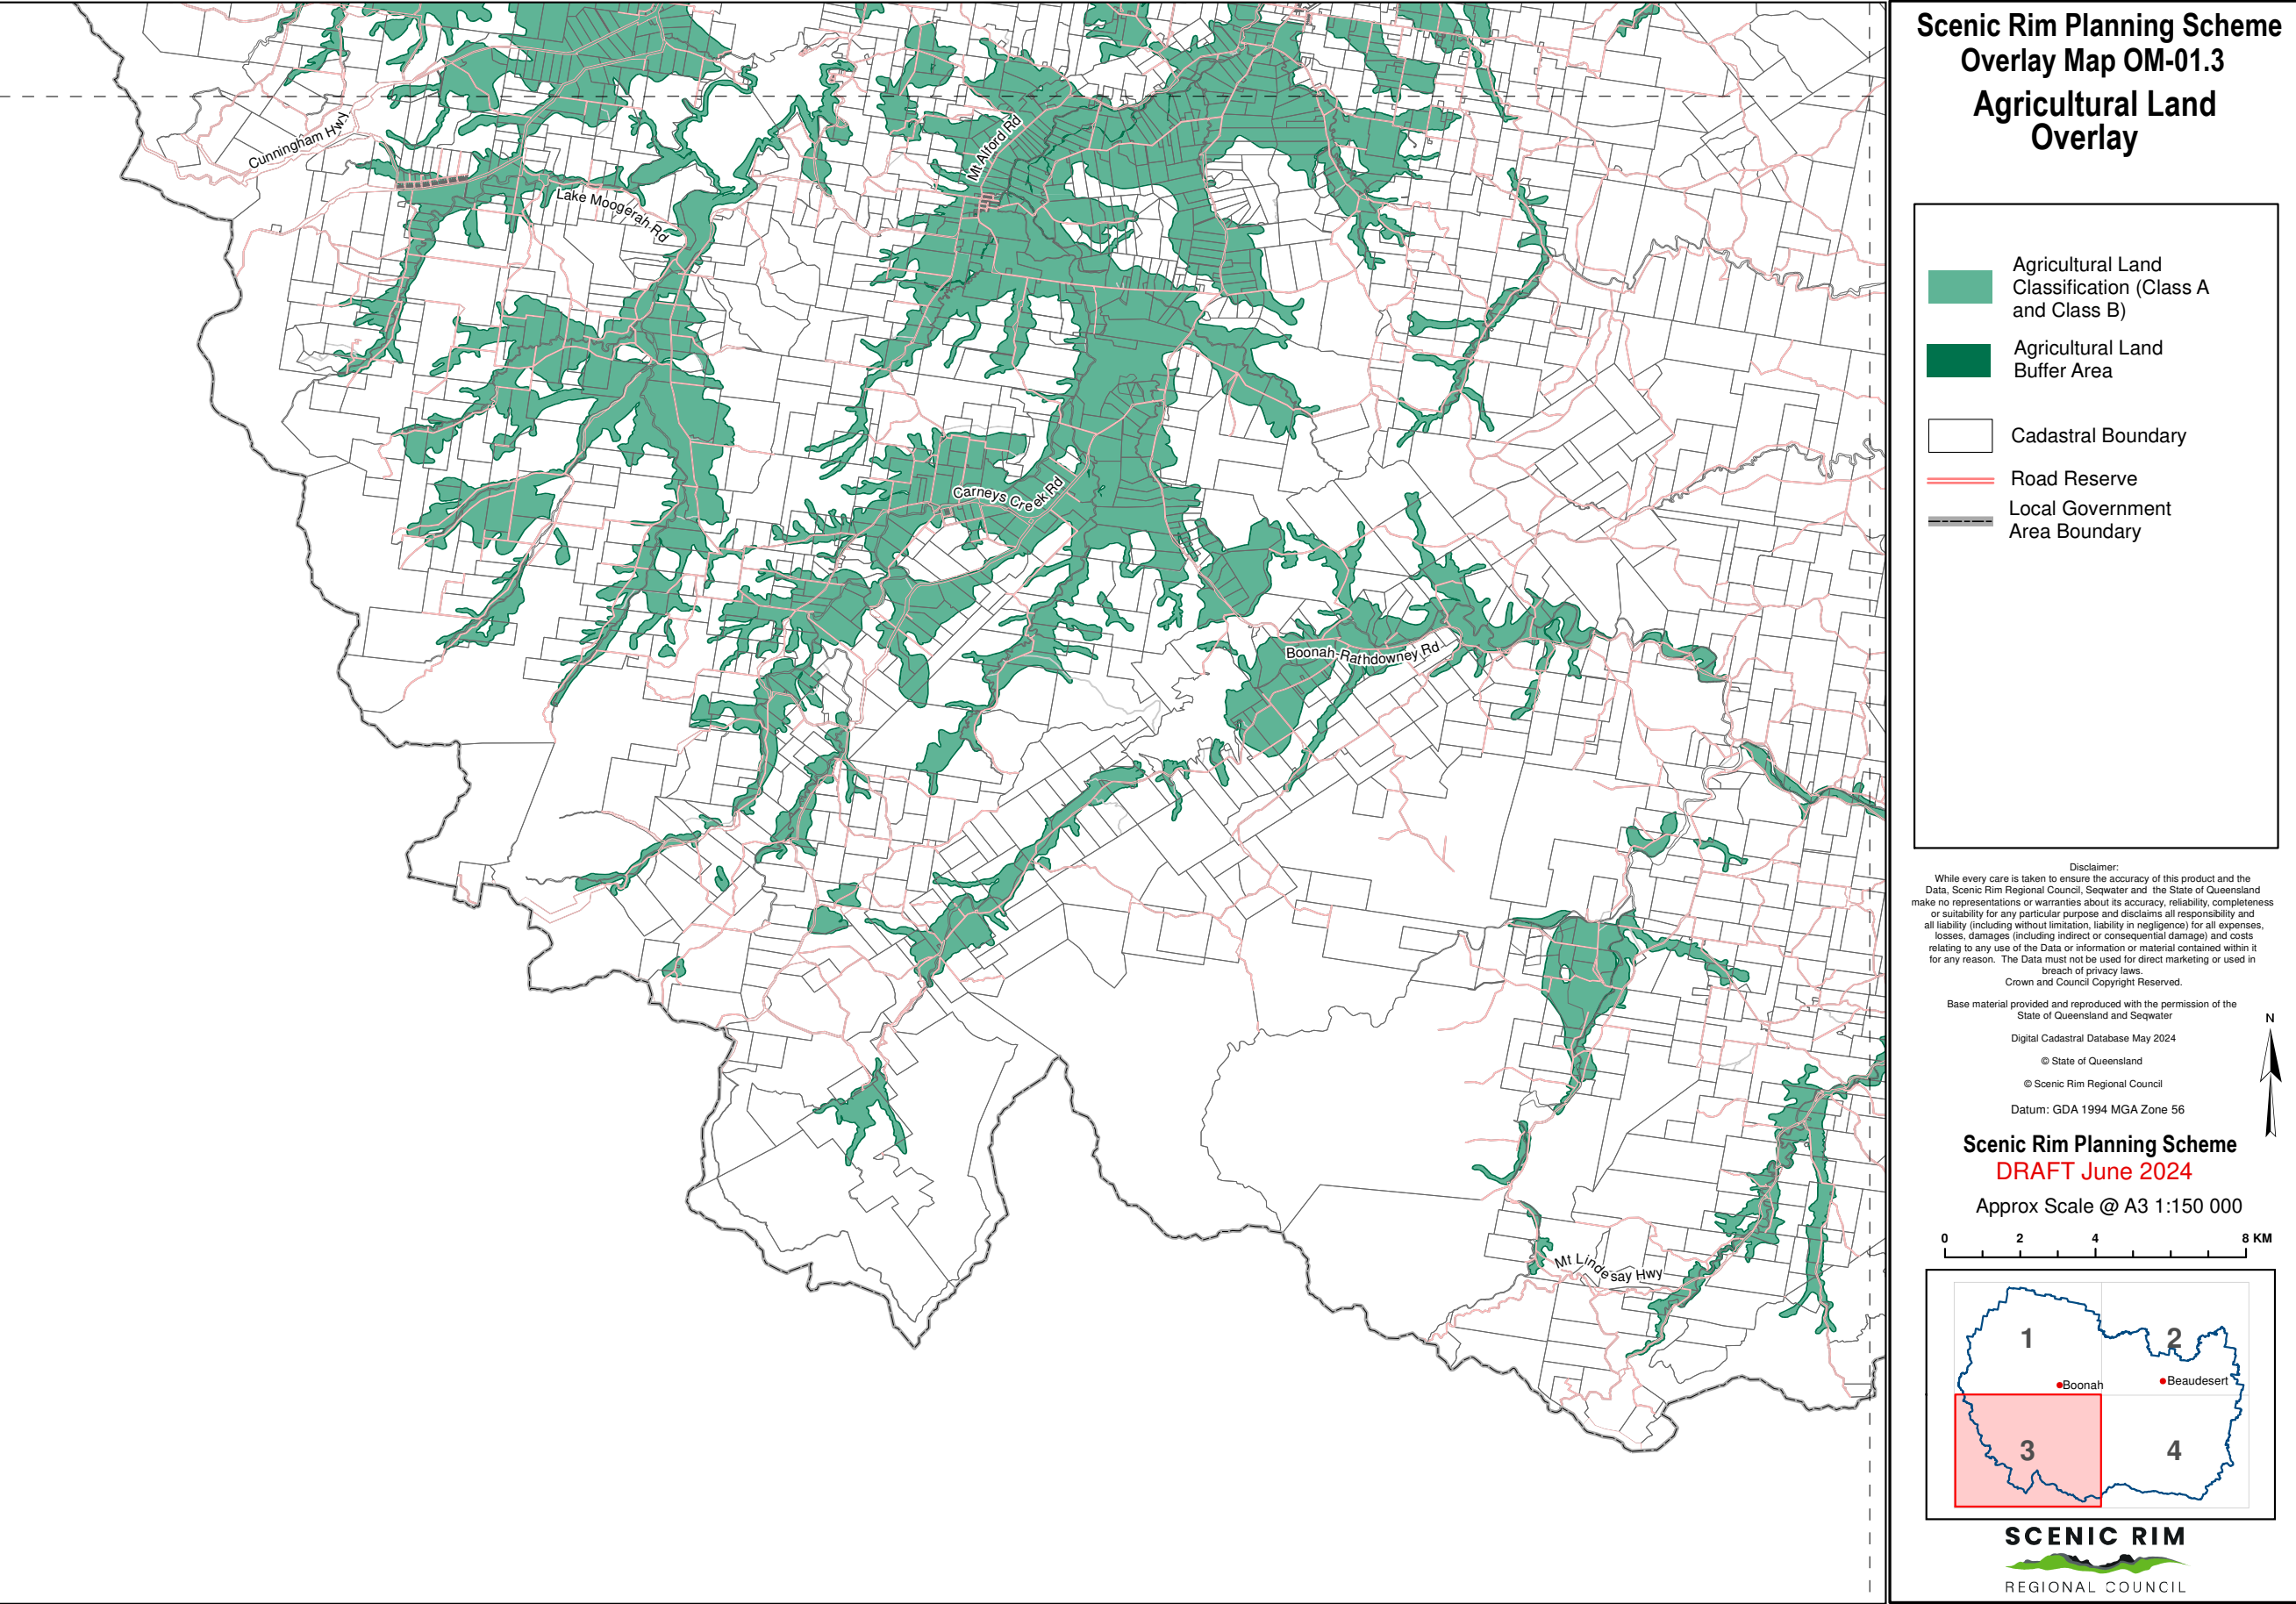 Scenic Rim Planning Scheme
Overlay Map OM-01.3
Agricultural Land
Overlay
Agricultural Land
Classification (Class A
and Class B)
Agricultural Land
Buffer Area
Cadastral Boundary
Road Reserve
Local Government
Area Boundary
Disclaimer:
While every care is taken to ensure the accuracy of this product and the
Data, Scenic Rim Regional Council, Seqwater and the State of Queensland
make no representations or warranties about its accuracy, reliability, completeness
or suitability for any particular purpose and disclaims all responsibility and
all liability (including without limitation, liability in negligence) for all expenses,
losses, damages (including indirect or consequential damage) and costs
relating to any use of the Data or information or material contained within it
for any reason. The Data must not be used for direct marketing or used in
breach of privacy laws.
Crown and Council Copyright Reserved.
Base material provided and reproduced with the permission of the
State of Queensland and Seqwater
Digital Cadastral Database May 2024
© State of Queensland
© Scenic Rim Regional Council
Datum: GDA 1994 MGA Zone 56
N
Scenic Rim Planning Scheme
DRAFT June 2024
Approx Scale @ A3 1:150 000
0 2 4 8 KM
1 2
Boonah Beaudesert
3 4
SCENIC RIM
REGIONAL COUNCIL
Cunningham Hwy
Mt Alford Rd
Lake Moogerah Rd
Carneys Creek Rd
Boonah-Rathdowney Rd
Mt Lindesay Hwy